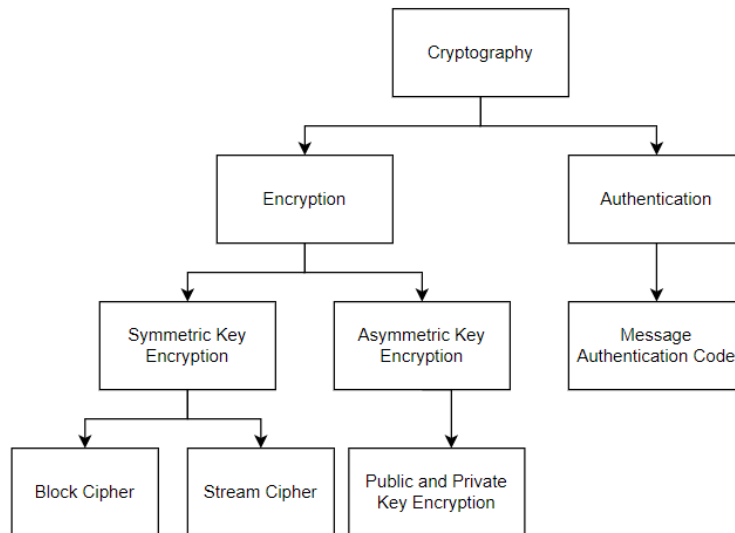 Cryptography
Encryption
Authentication
Symmetric Key
Encryption
Asymmetric Key
Encryption
Message
Authentication Code
Block Cipher
Stream Cipher
Public and Private
Key Encryption